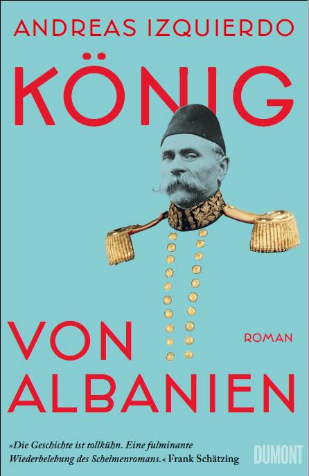 ANDREAS IZQUIERDO
KÖNIG
VON
ROMAN
ALBANIEN
»Die Geschichte ist tollkühn. Eine fulminante
Wiederbelebung des Schelmenromans.« Frank Schätzing
DUMONT